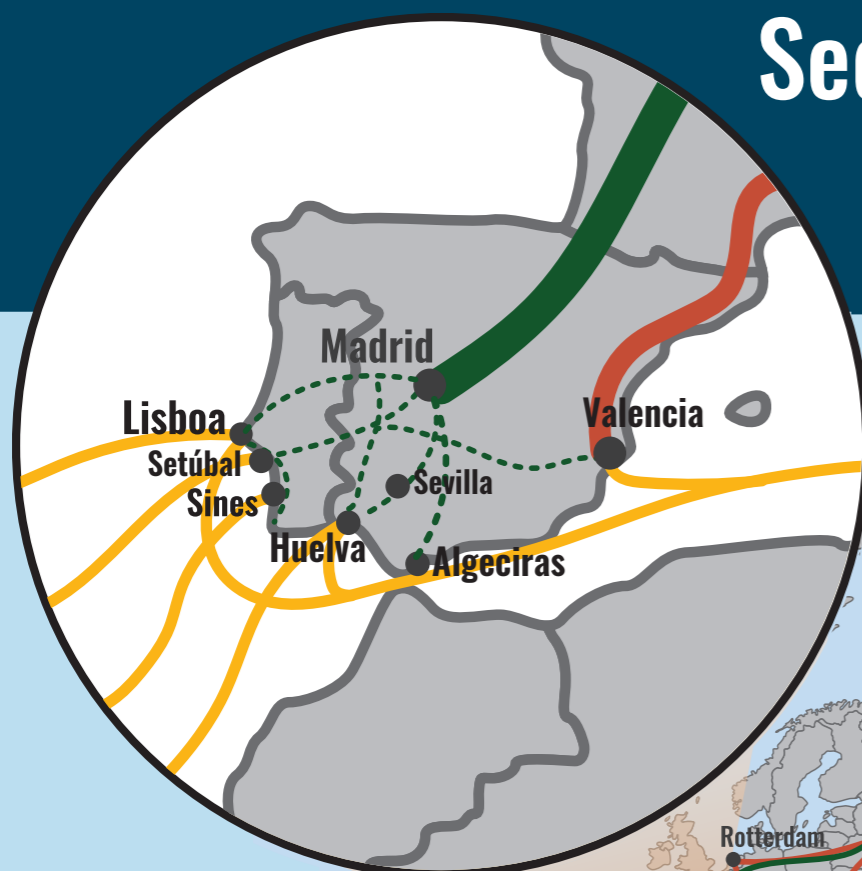 Madrid
Lisboa
Valencia
Setúbal
Sevilla
Sines
Huelva
Algeciras
Rotterdam